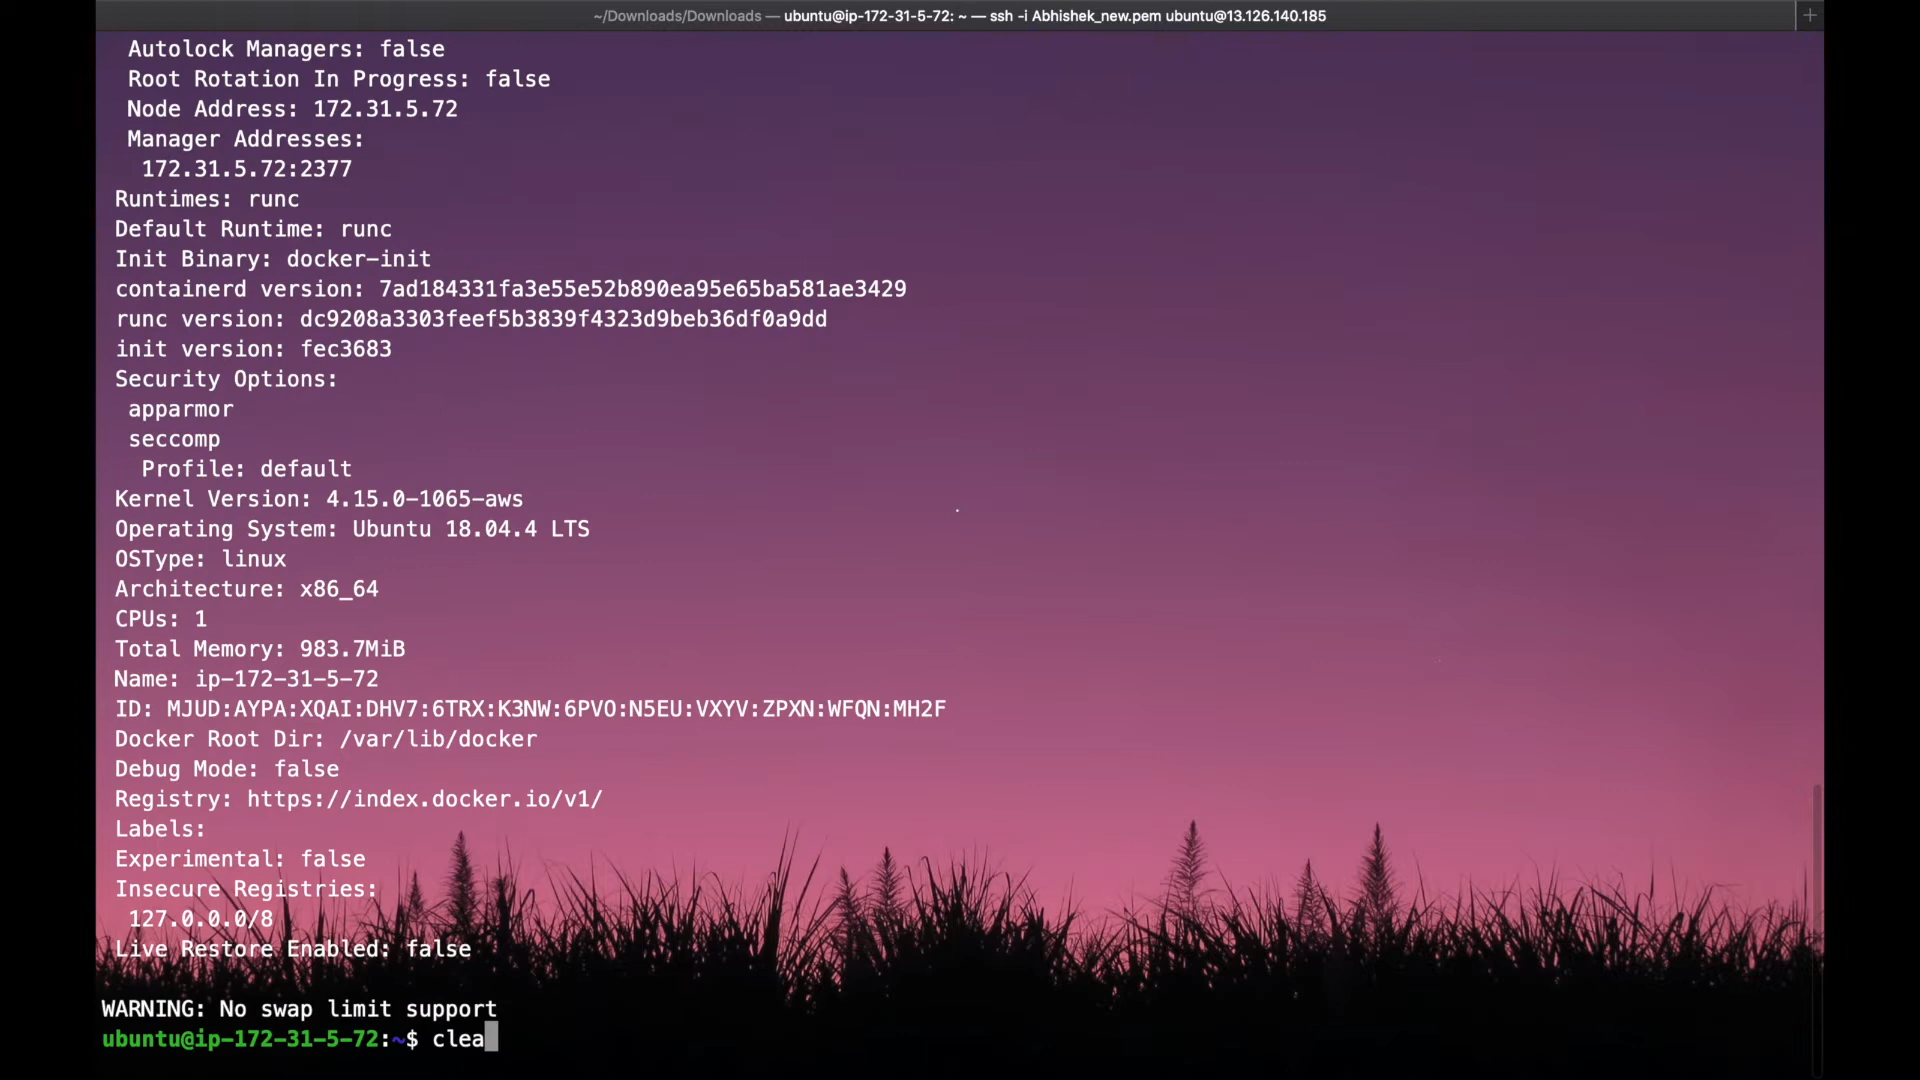 ~/Downloads/Downloads — ubuntu@ip-172-31-5-72: ~ — ssh -i Abhishek_new.pem ubuntu@13.126.140.185
Autolock Managers: false
Root Rotation In Progress: false
Node Address: 172.31.5.72
Manager Addresses:
172.31.5.72:2377
Runtimes: runc
Default Runtime: runc
Init Binary: docker-init
containerd version: 7ad184331fa3e55e52b890ea95e65ba581ae3429
runc version: dc9208a3303feef5b3839f4323d9beb36df0a9dd
init version: fec3683
Security Options:
apparmor
seccomp
Profile: default
Kernel Version: 4.15.0-1065-aws
Operating System: Ubuntu 18.04.4 LTS
OSType: linux
Architecture: x86_64
CPUs: 1
Total Memory: 983.7MiB
Name: ip-172-31-5-72
ID: MJUD:AYPA:XQAI:DHV7:6TRX:K3NW:6PVO:N5EU:VXYV:ZPXN:WFQN:MH2F
Docker Root Dir: /var/lib/docker
Debug Mode: false
Registry: https://index.docker.io/v1/
Labels:
Experimental: false
Insecure Registries:
127.0.0.0/8
Live Restore Enabled: false
WARNING: No swap limit support
ubuntu@ip-172-31-5-72:~$ clea